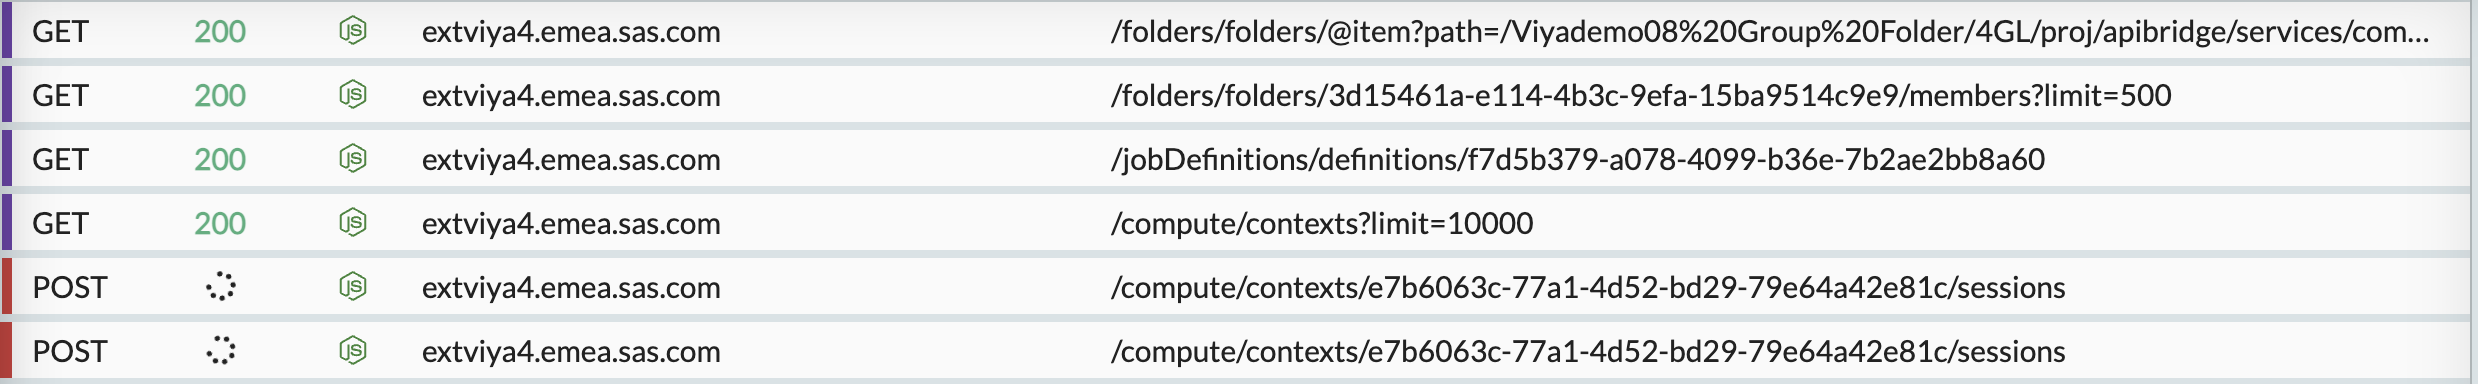 GET 200 JS extviya4.emea.sas.com /folders/folders/@item?path=/Viyademo08%20Group%20Folder/4GL/proj/apibridge/services/com...
GET 200 JS extviya4.emea.sas.com /folders/folders/3d15461a-e114-4b3c-9efa-15ba9514c9e9/members?limit=500
GET 200 JS extviya4.emea.sas.com /jobDefinitions/definitions/f7d5b379-a078-4099-b36e-7b2ae2bb8a60
GET 200 JS extviya4.emea.sas.com /compute/contexts?limit=10000
POST JS extviya4.emea.sas.com /compute/contexts/e7b6063c-77a1-4d52-bd29-79e64a42e81c/sessions
POST JS extviya4.emea.sas.com /compute/contexts/e7b6063c-77a1-4d52-bd29-79e64a42e81c/sessions